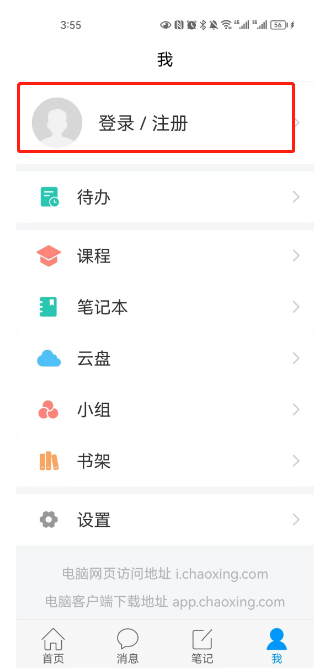 3:55
56
我
登录 / 注册
待办
课程
笔记本
云盘
小组
书架
设置
电脑网页访问地址 i.chaoxing.com
电脑客户端下载地址 app.chaoxing.com
首页 消息 笔记 我